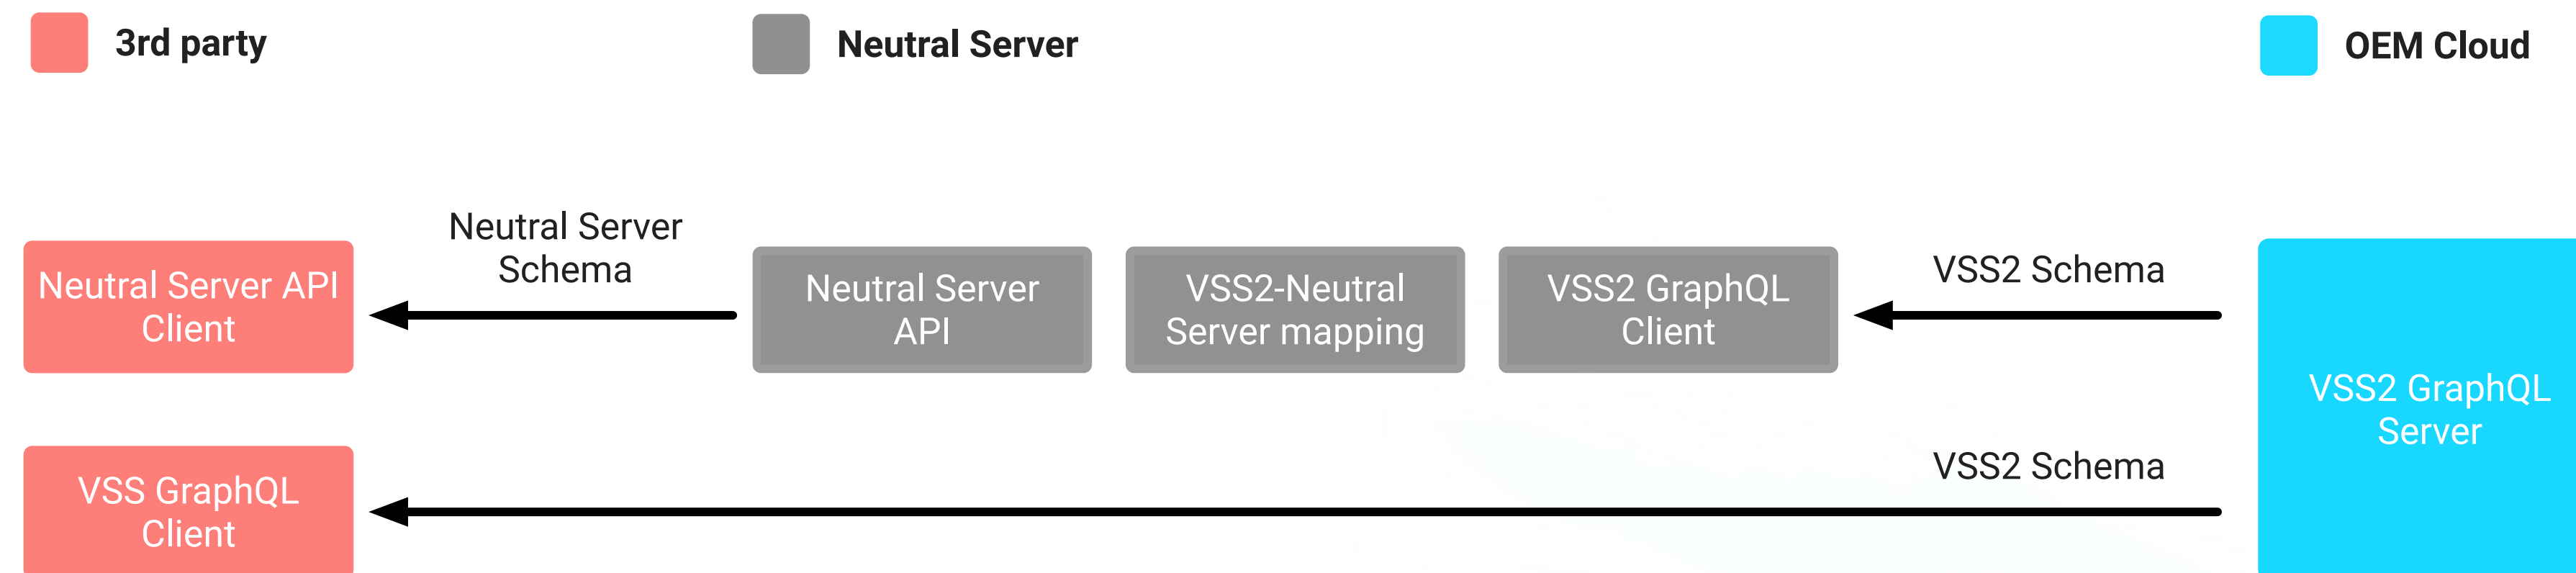 3rd party
Neutral Server
OEM Cloud
Neutral Server
Schema
Neutral Server API
Client
Neutral Server
API
VSS2-Neutral
Server mapping
VSS2 GraphQL
Client
VSS2 Schema
VSS2 GraphQL
Server
VSS2 Schema
VSS GraphQL
Client